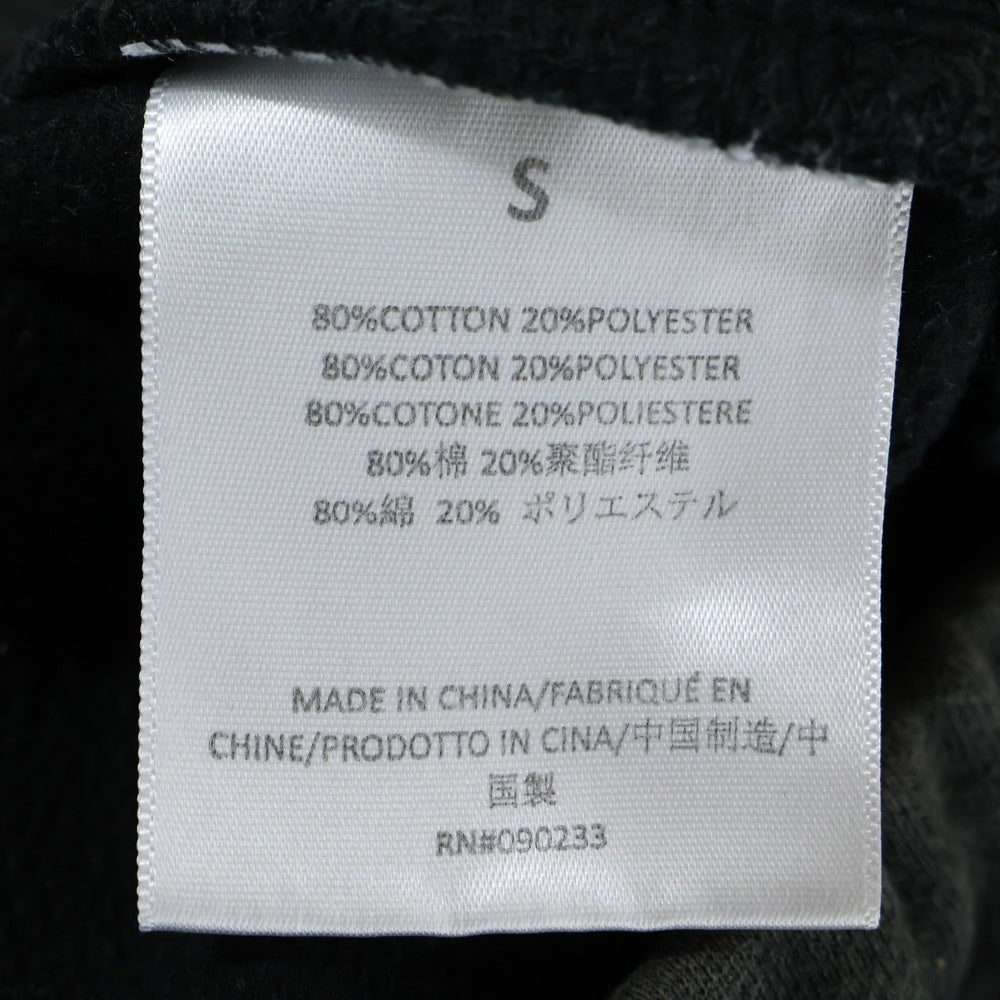 S
80%COTTON 20%POLYESTER
80%COTON 20%POLYESTER
80%COTONE 20%POLIESTERE
80%棉 20%聚酯纤维
80%綿 20% ポリエステル
MADE IN CHINA/FABRIQUÉ EN
CHINE/PRODOTTO IN CINA/中国制造/中
国製
RN#090233